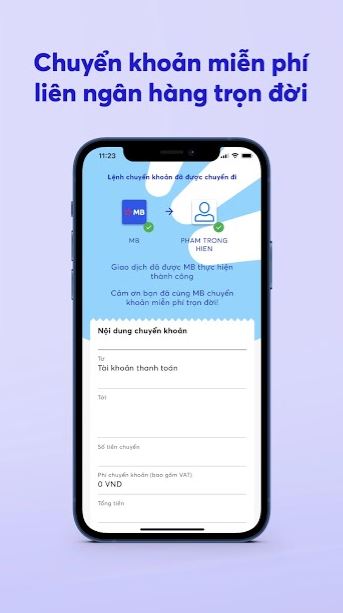 Chuyển khoản miễn phí
liên ngân hàng trọn đời
11:23
Lệnh chuyển khoản đã được chuyển đi
MB
MB
PHAM TRONG
HIEN
Giao dịch đã được MB thực hiện
thành công
Cảm ơn bạn đã cùng MB chuyển
khoản miễn phí trọn đời!
Nội dung chuyển khoản
Từ
Tài khoản thanh toán
Tới
Số tiền chuyển
Phí chuyển khoản (bao gồm VAT)
0 VND
Tổng tiền